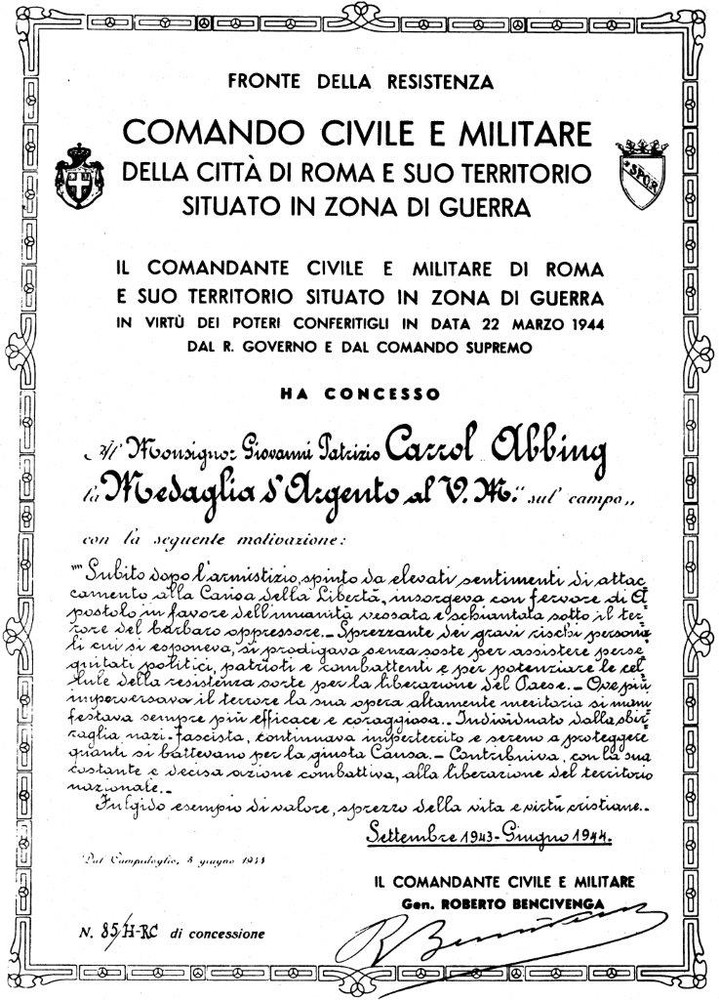 FRONTE DELLA RESISTENZA
COMANDO CIVILE E MILITARE
DELLA CITTÀ DI ROMA E SUO TERRITORIO
SITUATO IN ZONA DI GUERRA
SPQR
IL COMANDANTE CIVILE E MILITARE DI ROMA
E SUO TERRITORIO SITUATO IN ZONA DI GUERRA
IN VIRTÙ DEI POTERI CONFERITIGLI IN DATA 22 MARZO 1944
DAL R. GOVERNO E DAL COMANDO SUPREMO
HA CONCESSO
Monsignor Giovanni Patrizio Carrol Abbing
la Medaglia d'Argento al V. M. "sul campo„
con la seguente motivazione:
""Subito dopo l'armistizio, spinto da elevati sentimenti di attac-
camento alla Causa della Libertà, insorgeva con fervore di A-
postolo in favore dell'umanità vessata e schiantata sotto il ter-
rore del barbaro oppressore._ Sprezzante dei gravi rischi persona-
li cui si esponeva, si prodigava senza soste per assistere perse-
guitati politici, patrioti e combattenti e per potenziare le cel-
lule della resistenza sorte per la liberazione del Paese._ Ove più
imperversava il terrore la sua opera altamente meritoria si mani-
festava sempre più efficace e coraggiosa._ Individuato dalla sbir-
raglia nazi-fascista, continuava imperterrito e sereno a proteggere
quanti si battevano per la giusta Causa._ Contribuiva, con la sua
costante e decisa azione combattiva, alla liberazione del territorio
nazionale._
Fulgido esempio di valore, sprezzo della vita e virtù cristiane._
Settembre 1943-Giugno 1944.
Dal Campidoglio, giugno 1944
IL COMANDANTE CIVILE E MILITARE
Gen. ROBERTO BENCIVENGA
N. 85/H-RC di concessione